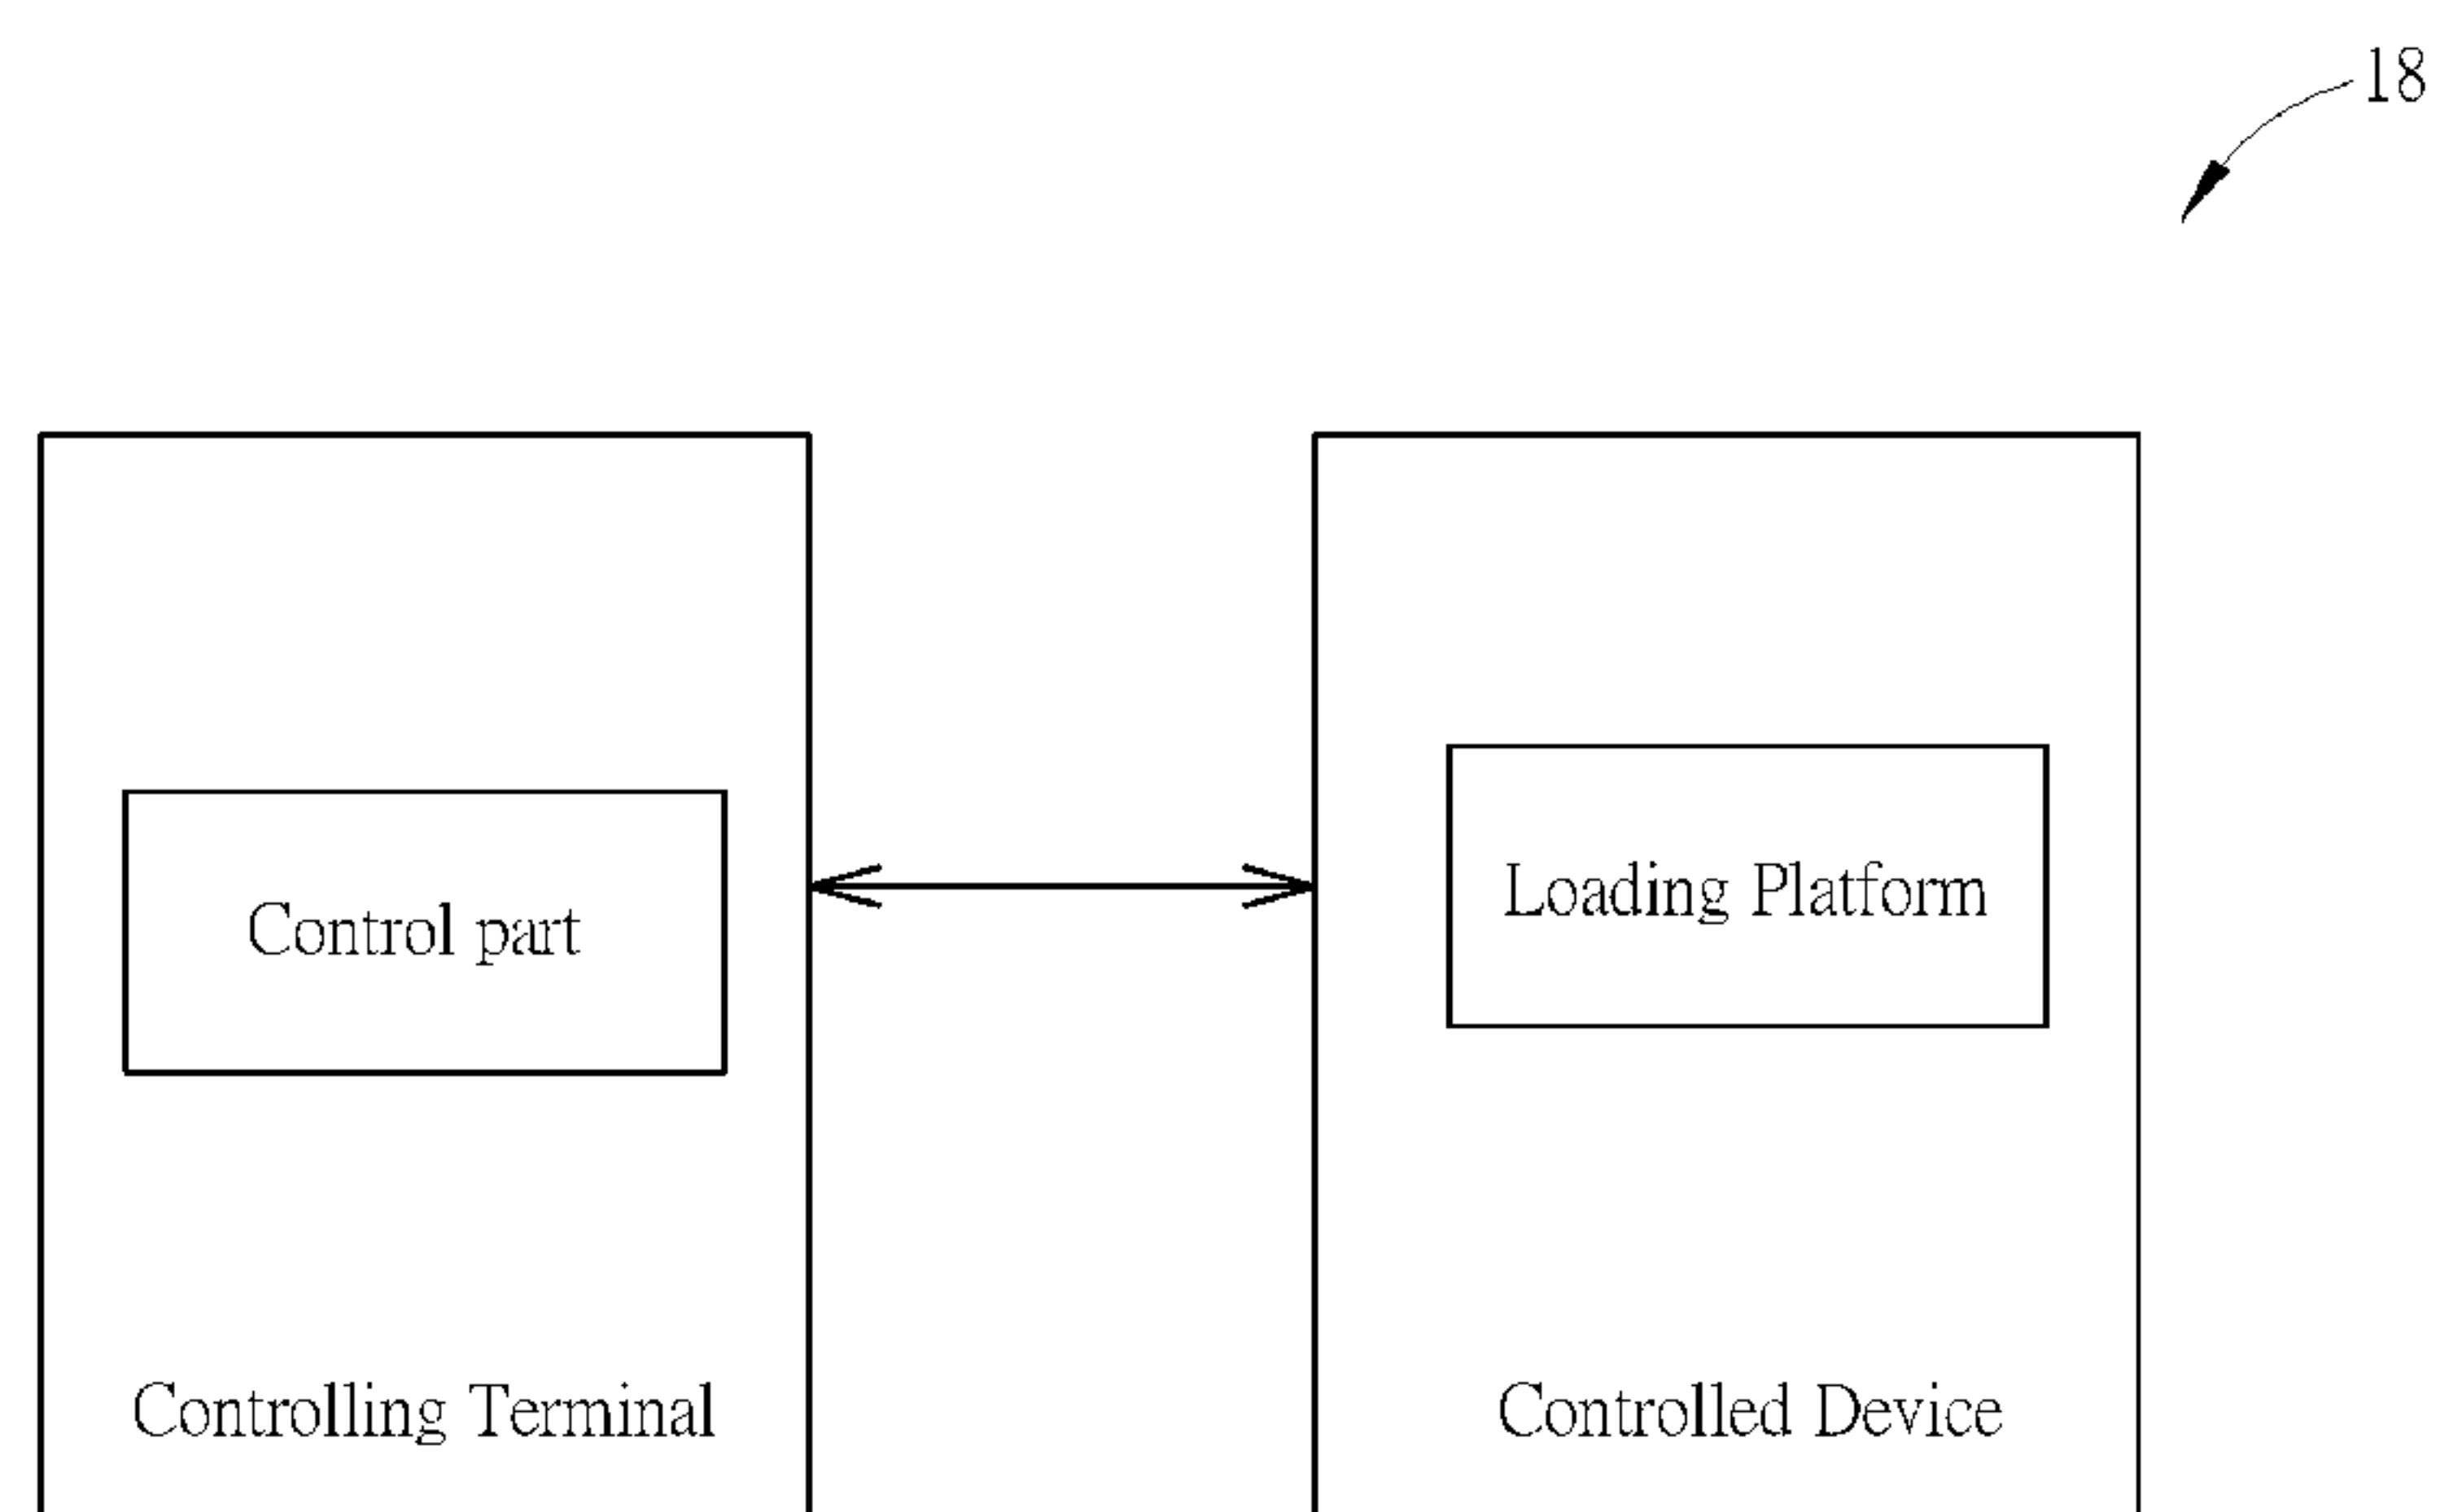 18
Loading Platform
Control part
Controlling Terminal
Controlled Device